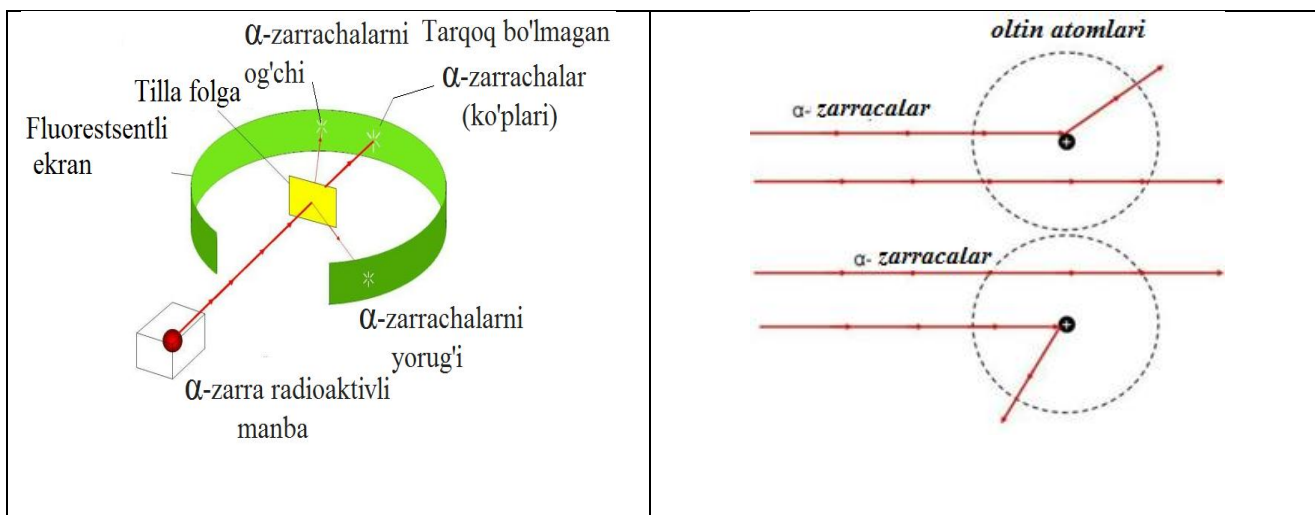 α-zarrachalarni
og'chi
Tarqoq bo'lmagan
α-zarrachalar
(ko'plari)
Tilla folga
Fluorestsentli
ekran
α-zarrachalarni
yorug'i
α-zarra radioaktivli
manba
oltin atomlari
α- zarracalar
+
α- zarracalar
+